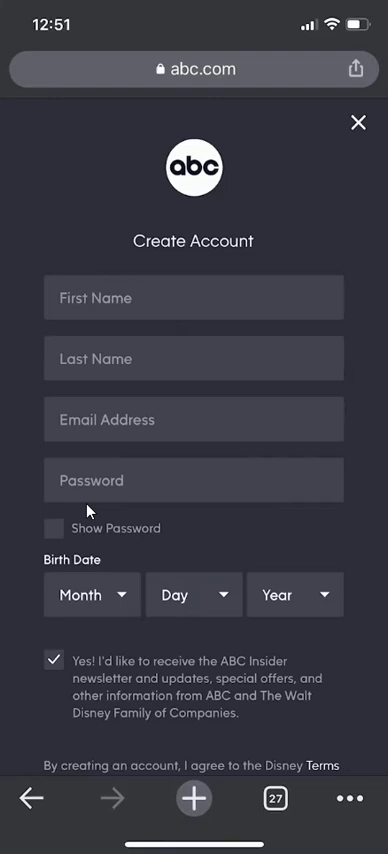 12:51
abc.com
abc
Create Account
First Name
Last Name
Email Address
Password
Show Password
Birth Date
Month Day Year
Yes! I'd like to receive the ABC Insider
newsletter and updates, special offers, and
other information from ABC and The Walt
Disney Family of Companies.
By creating an account, I agree to the Disney Terms
27